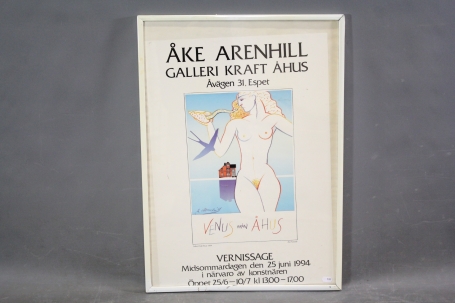 ÅKE ARENHILL
GALLERI KRAFT ÅHUS
Åvägen 31. Espet
VENUS FRÅN ÅHUS
VERNISSAGE
Midsommardagen den 25 juni 1994
i närvaro av konstnären
Öppet 25/6-10/7 kl 13.00-17.00